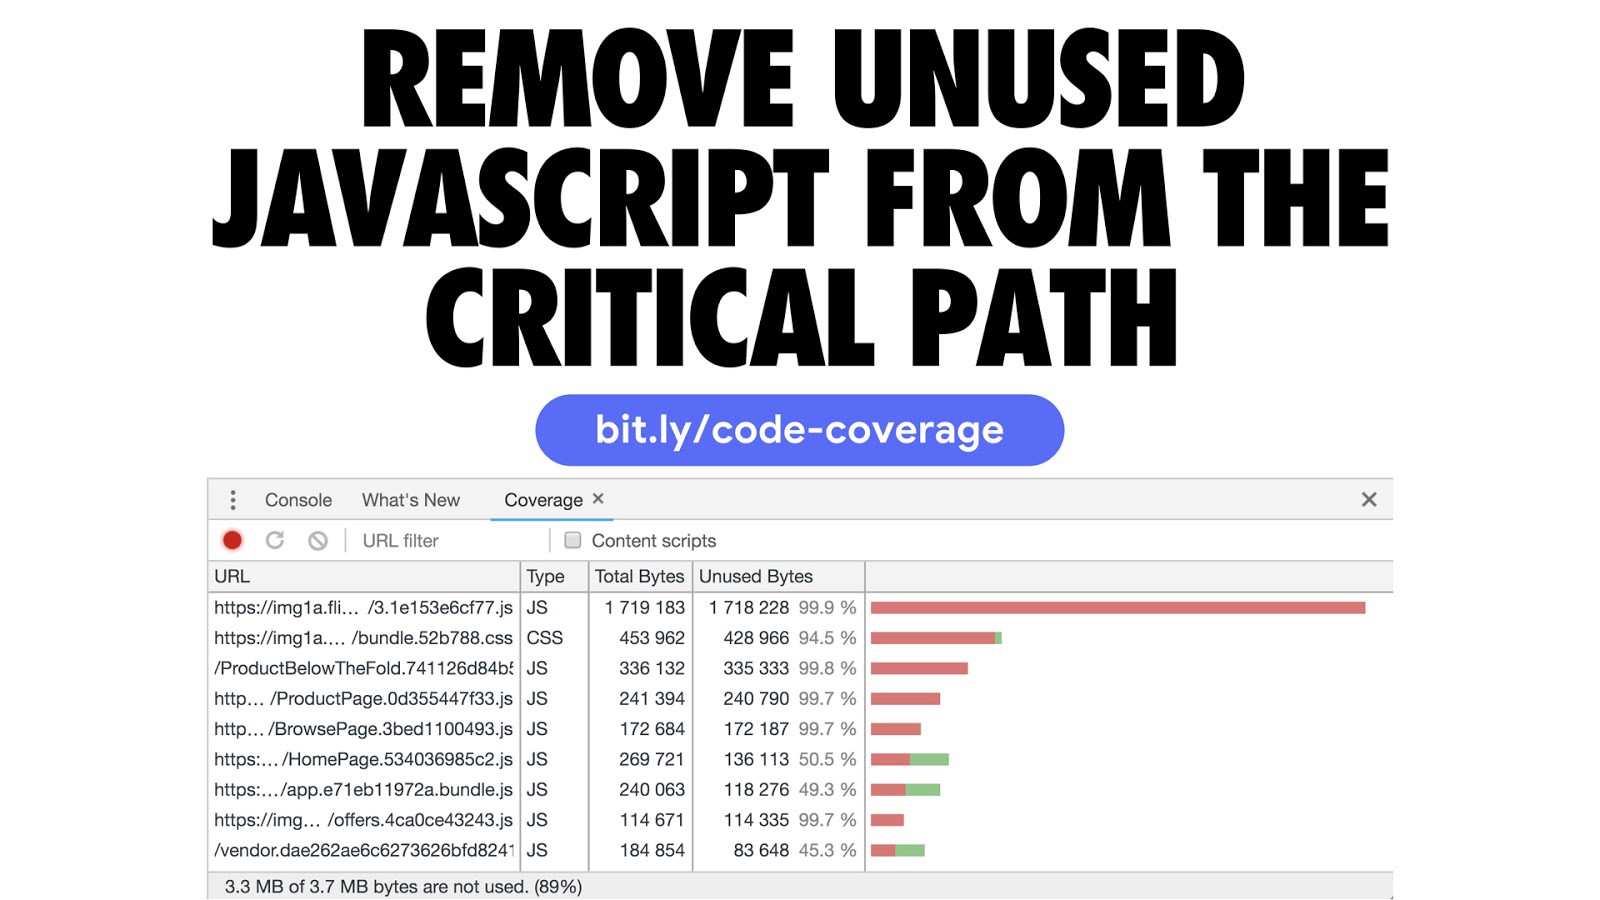 REMOVE UNUSED
JAVASCRIPT FROM THE
CRITICAL PATH
bit.ly/code-coverage
Console What's New Coverage
URL filter Content scripts
URL Type Total Bytes Unused Bytes
https://img1a.fli... /3.1e153e6cf77.js JS 1 719 183 1 718 228 99.9 %
https://img1a.... /bundle.52b788.css CSS 453 962 428 966 94.5 %
/ProductBelowTheFold.741126d84b JS 336 132 335 333 99.8 %
http... /ProductPage.0d355447f33.js JS 241 394 240 790 99.7 %
http... /BrowsePage.3bed1100493.js JS 172 684 172 187 99.7 %
https:... /HomePage.534036985c2.js JS 269 721 136 113 50.5 %
https:.../app.e71eb11972a.bundle.js JS 240 063 118 276 49.3 %
https://img... /offers.4ca0ce43243.js JS 114 671 114 335 99.7 %
/vendor.dae262ae6c6273626bfd8241 JS 184 854 83 648 45.3 %
3.3 MB of 3.7 MB bytes are not used. (89%)